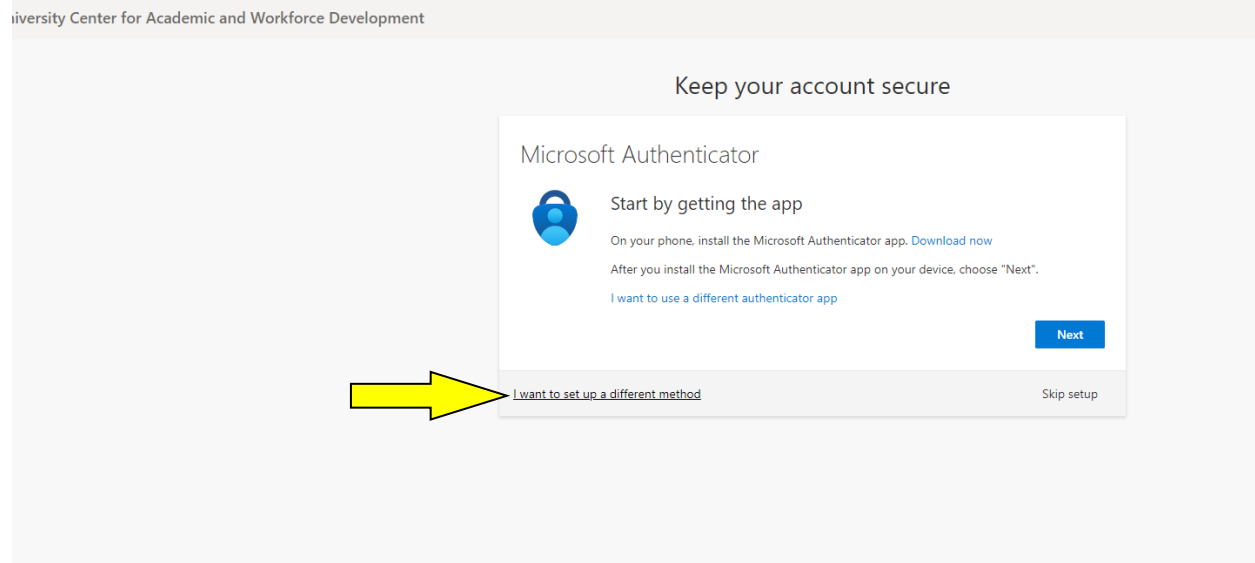 iversity Center for Academic and Workforce Development
Keep your account secure
Microsoft Authenticator
Start by getting the app
On your phone, install the Microsoft Authenticator app. Download now
After you install the Microsoft Authenticator app on your device, choose "Next".
I want to use a different authenticator app
Next
I want to set up a different method
Skip setup